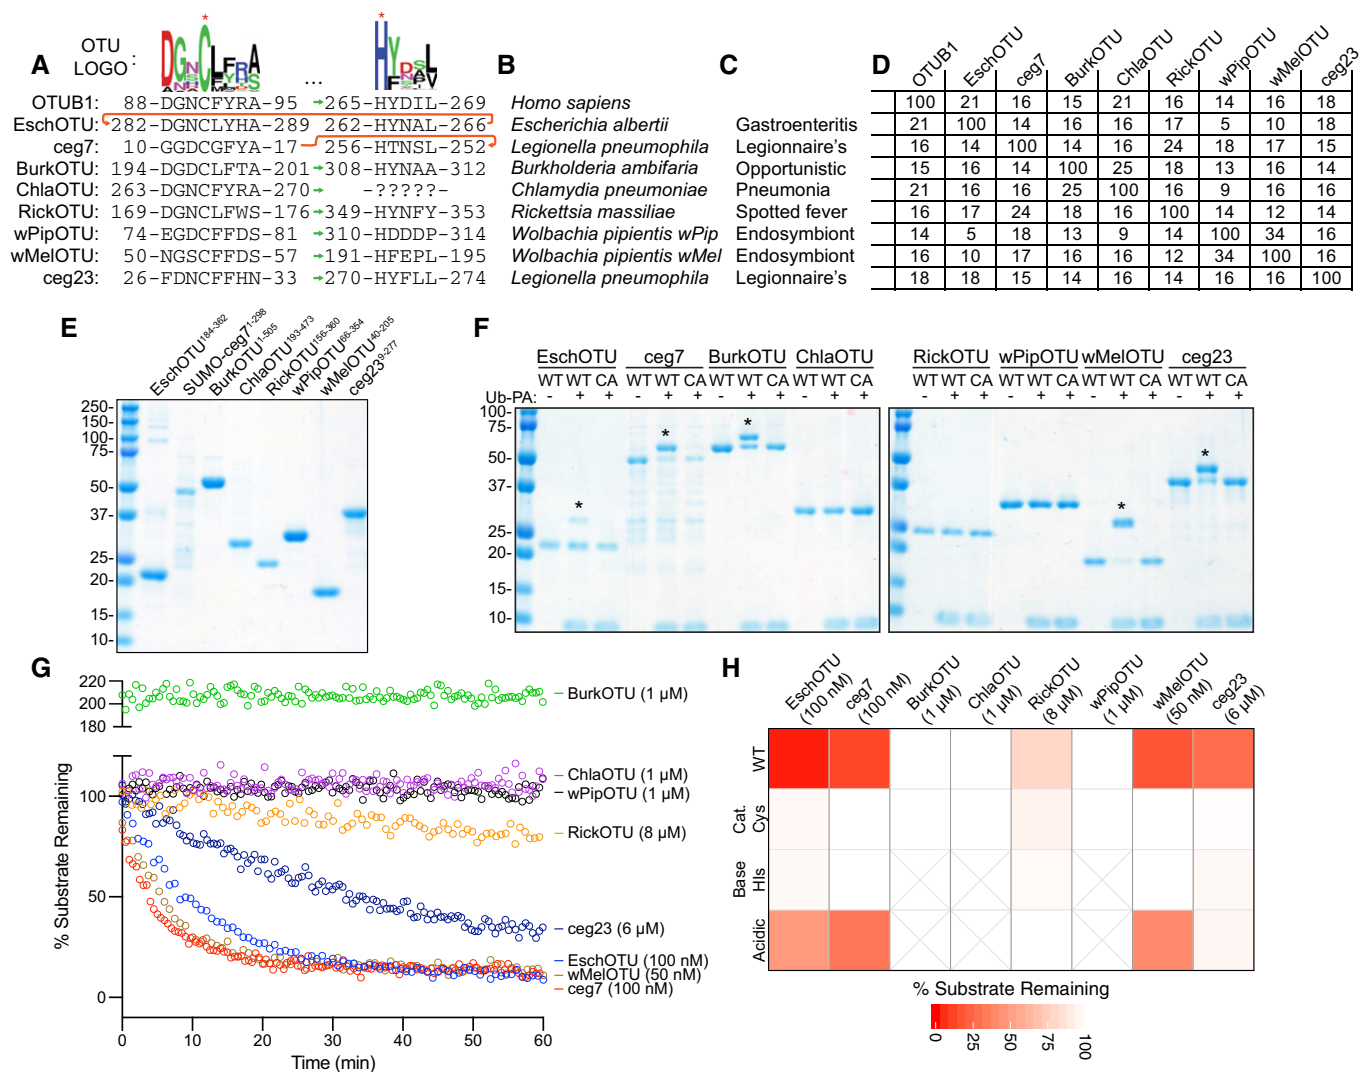 A
OTU LOGO :
*
*
...
OTUB1: 88-DGNCFYRA-95 265-HYDIL-269
EschOTU: 282-DGNCLYHA-289 262-HYNAL-266
ceg7: 10-GGDCGFYA-17 256-HTNSL-252
BurkOTU: 194-DGDCLFTA-201 308-HYNAA-312
ChlaOTU: 263-DGNCFYRA-270 -?????-
RickOTU: 169-DGNCLFWS-176 349-HYNFY-353
wPipOTU: 74-EGDCFFDS-81 310-HDDDP-314
wMelOTU: 50-NGSCFFDS-57 191-HFEPL-195
ceg23: 26-FDNCFFHN-33 270-HYFLL-274
B
Homo sapiens
Escherichia albertii
Legionella pneumophila
Burkholderia ambifaria
Chlamydia pneumoniae
Rickettsia massiliae
Wolbachia pipientis wPip
Wolbachia pipientis wMel
Legionella pneumophila
C
Gastroenteritis
Legionnaire's
Opportunistic
Pneumonia
Spotted fever
Endosymbiont
Endosymbiont
Legionnaire's
D
OTUB1 EschOTU ceg7 BurkOTU ChlaOTU RickOTU wPipOTU wMelOTU ceg23
100 21 16 15 21 16 14 16 18
21 100 14 16 16 17 5 10 18
16 14 100 14 16 24 18 17 15
15 16 14 100 25 18 13 16 14
21 16 16 25 100 16 9 16 16
16 17 24 18 16 100 14 12 14
14 5 18 13 9 14 100 34 16
16 10 17 16 16 12 34 100 16
18 18 15 14 16 14 16 16 100
E
EschOTU184-362
SUMO-ceg71-298
BurkOTU1-505
ChlaOTU193-473
RickOTU156-360
wPipOTU66-354
wMelOTU40-205
ceg239-277
250-
150-
100-
75-
50-
37-
25-
20-
15-
10-
F
EschOTU ceg7 BurkOTU ChlaOTU RickOTU wPipOTU wMelOTU ceg23
WT WT CA WT WT CA WT WT CA WT WT CA WT WT CA WT WT CA WT WT CA WT WT CA
Ub-PA: - + + - + + - + + - + + - + + - + + - + + - + +
100-
75-
50-
37-
25-
20-
15-
10-
*
*
*
*
*
G
% Substrate Remaining
220
200
180
100
50
0
0 10 20 30 40 50 60
Time (min)
BurkOTU (1 µM)
ChlaOTU (1 µM)
wPipOTU (1 µM)
RickOTU (8 µM)
ceg23 (6 µM)
EschOTU (100 nM)
wMelOTU (50 nM)
ceg7 (100 nM)
H
EschOTU (100 nM)
ceg7 (100 nM)
BurkOTU (1 µM)
ChlaOTU (1 µM)
RickOTU (8 µM)
wPipOTU (1 µM)
wMelOTU (50 nM)
ceg23 (6 µM)
WT
Cat. Cys
Base HIs
Acidic
% Substrate Remaining
0 25 50 75 100